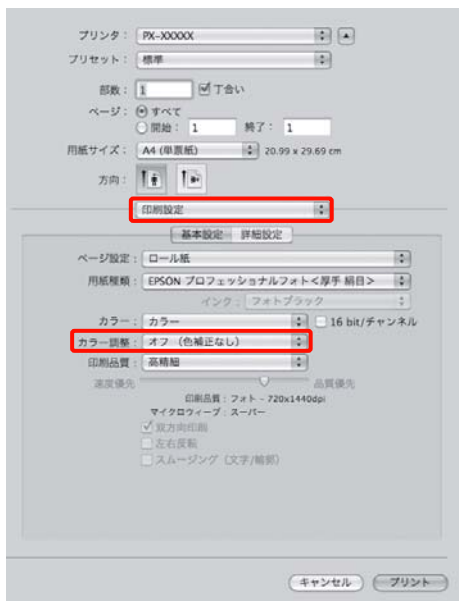 プリンタ： PX-XXXXX
プリセット： 標準
部数： 1 丁合い
ページ： すべて
開始： 1 終了： 1
用紙サイズ： A4 (単票紙) 20.99 x 29.69 cm
方向：
印刷設定
基本設定 詳細設定
ページ設定： ロール紙
用紙種類： EPSON プロフェッショナルフォト<厚手 絹目>
インク： フォトブラック
カラー： カラー 16 bit/チャンネル
カラー調整： オフ （色補正なし）
印刷品質： 高精細
速度優先 品質優先
印刷品質： フォト - 720x1440dpi
マイクロウィーブ： スーパー
双方向印刷
左右反転
スムージング（文字/輪郭）
キャンセル プリント